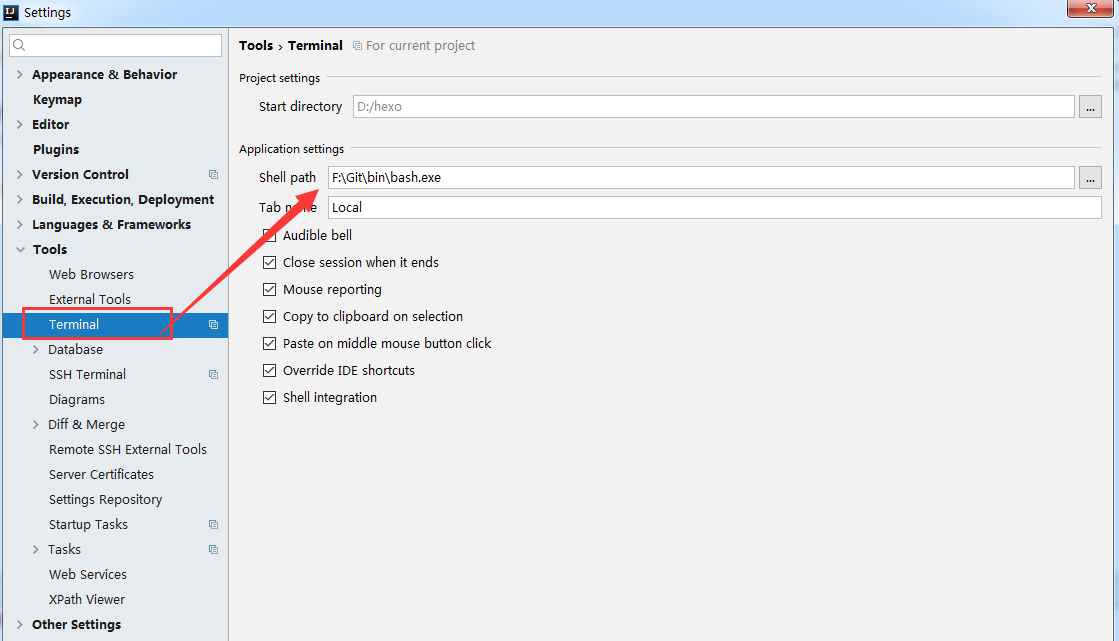 Settings
Appearance & Behavior
Keymap
Editor
Plugins
Version Control
Build, Execution, Deployment
Languages & Frameworks
Tools
Web Browsers
External Tools
Terminal
Database
SSH Terminal
Diagrams
Diff & Merge
Remote SSH External Tools
Server Certificates
Settings Repository
Startup Tasks
Tasks
Web Services
XPath Viewer
Other Settings
Tools › Terminal For current project
Project settings
Start directory D:/hexo ...
Application settings
Shell path F:\Git\bin\bash.exe ...
Tab name Local
Audible bell
Close session when it ends
Mouse reporting
Copy to clipboard on selection
Paste on middle mouse button click
Override IDE shortcuts
Shell integration